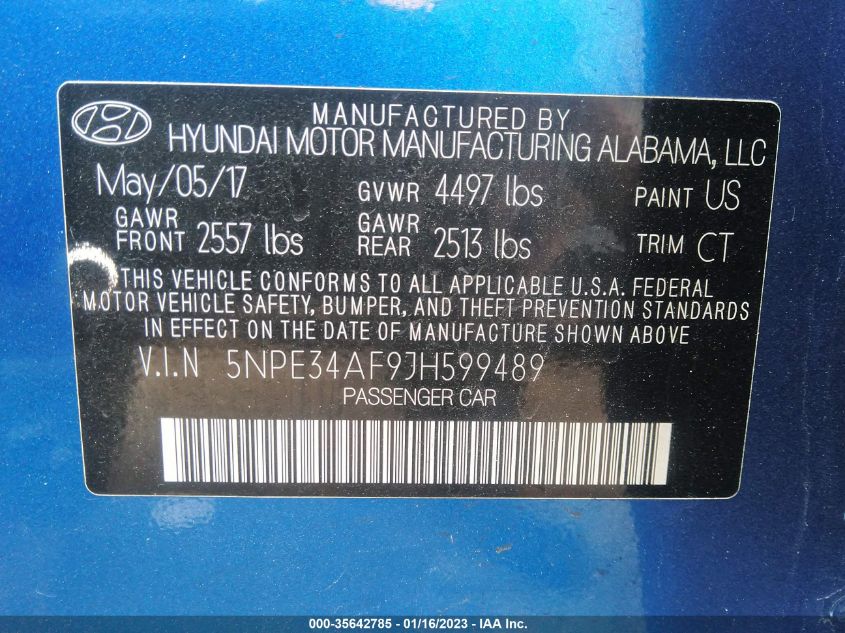 MANUFACTURED BY
HYUNDAI MOTOR MANUFACTURING ALABAMA, LLC
May/05/17 GVWR 4497 lbs PAINT US
GAWR FRONT 2557 lbs GAWR REAR 2513 lbs TRIM CT
THIS VEHICLE CONFORMS TO ALL APPLICABLE U.S.A. FEDERAL
MOTOR VEHICLE SAFETY, BUMPER, AND THEFT PREVENTION STANDARDS
IN EFFECT ON THE DATE OF MANUFACTURE SHOWN ABOVE.
V.I.N 5NPE34AF9JH599489
PASSENGER CAR
000-35642785 - 01/16/2023 - IAA Inc.